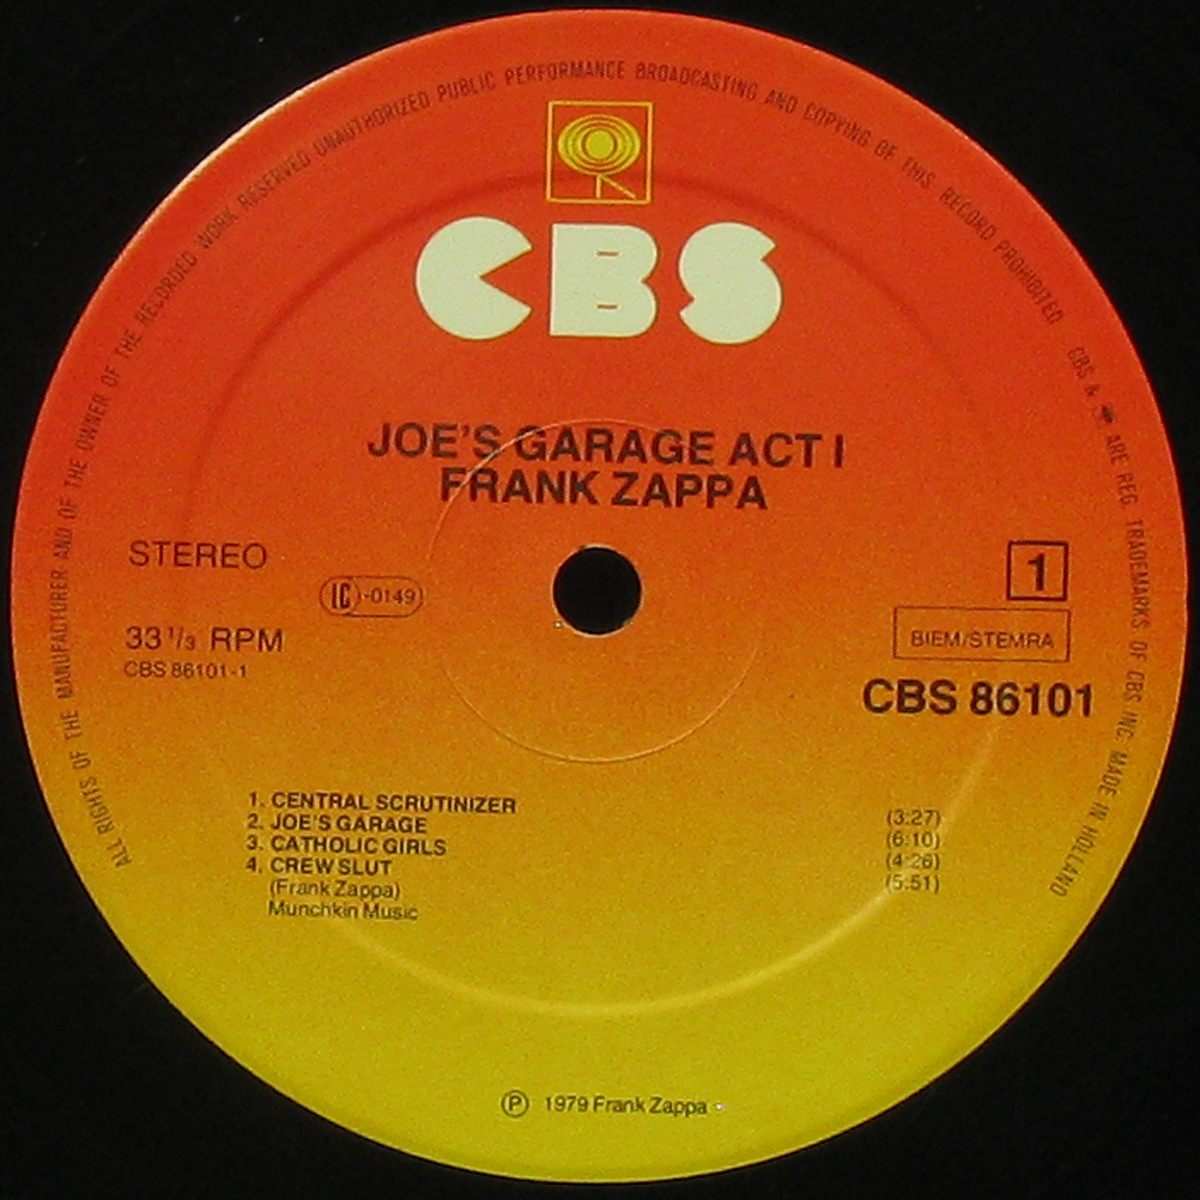 ALL RIGHTS OF THE MANUFACTURER AND OF THE OWNER OF THE RECORDED WORK RESERVED UNAUTHORIZED PUBLIC PERFORMANCE BROADCASTING AND COPYING OF THIS RECORD PROHIBITED
CBS & ARE REG. TRADEMARKS OF CBS INC. MADE IN HOLLAND
CBS
JOE'S GARAGE ACT I
FRANK ZAPPA
STEREO
IC -0149
33 1/3 RPM
CBS 86101-1
1
BIEM/STEMRA
CBS 86101
1. CENTRAL SCRUTINIZER (3:27)
2. JOE'S GARAGE (6:10)
3. CATHOLIC GIRLS (4:26)
4. CREW SLUT (5:51)
(Frank Zappa)
Munchkin Music
Ⓟ 1979 Frank Zappa